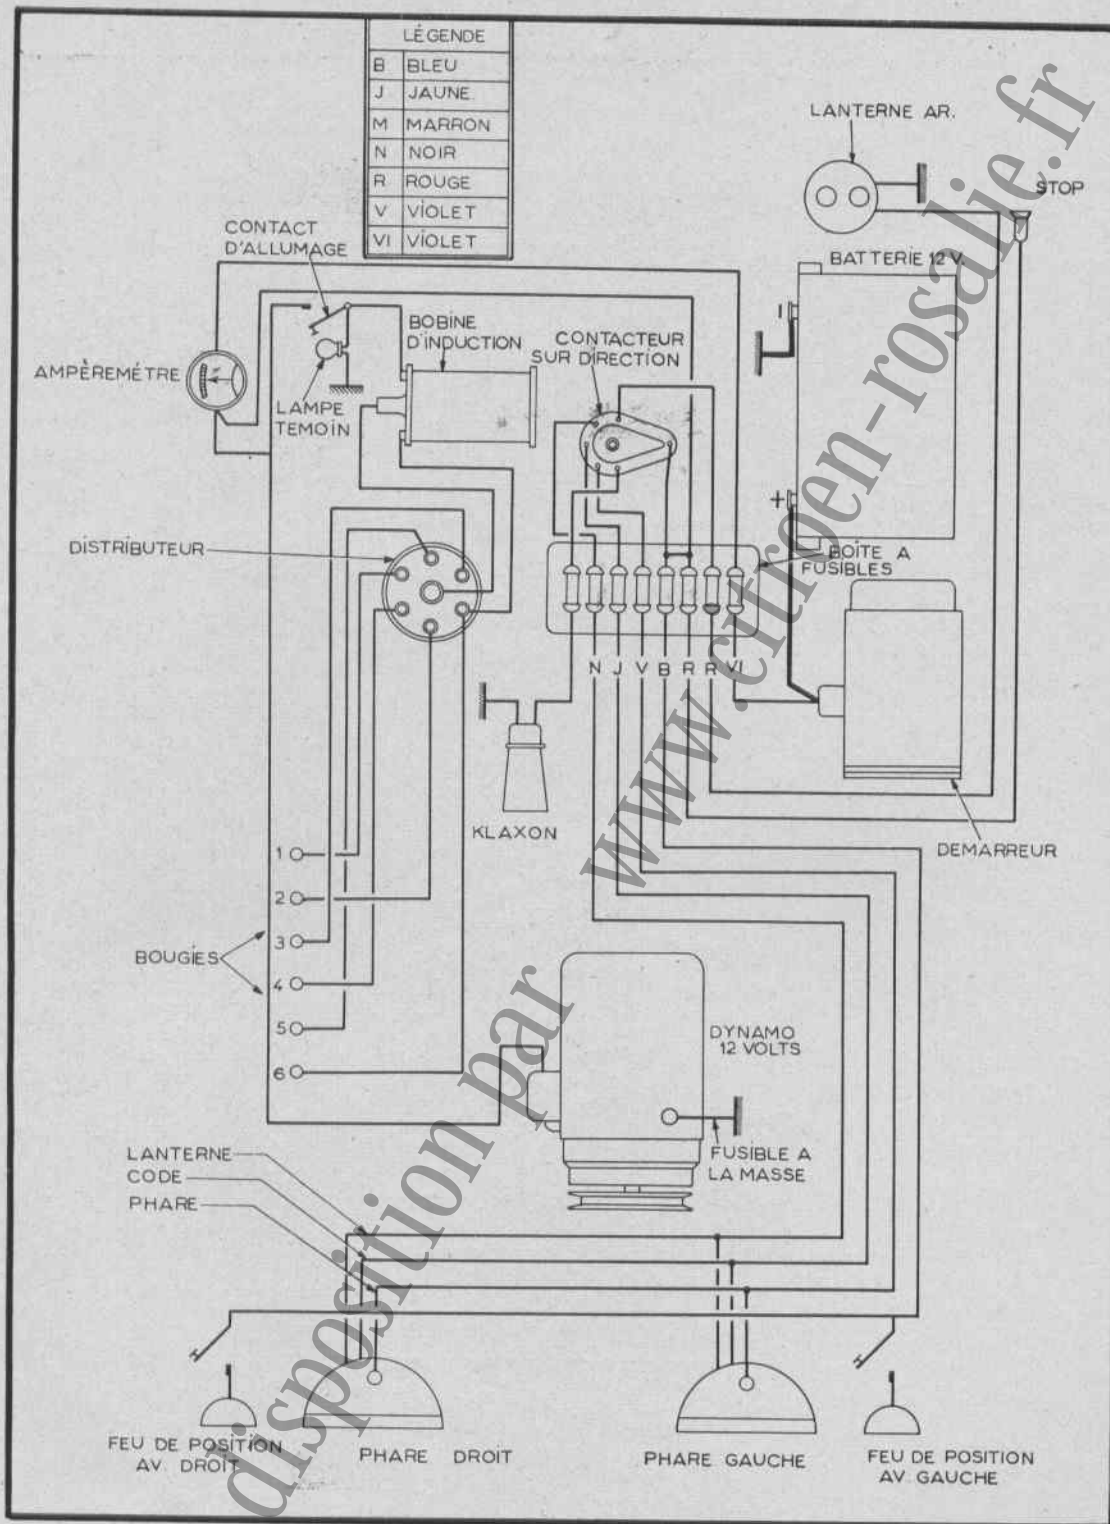 LÉGENDE
B BLEU
J JAUNE
M MARRON
N NOIR
R ROUGE
V VIOLET
VI VIOLET
LANTERNE AR.
STOP
CONTACT
D'ALLUMAGE
BATTERIE 12 V.
BOBINE
D'INDUCTION
CONTACTEUR
SUR DIRECTION
AMPÈREMÉTRE
LAMPE
TEMOIN
-
+
DISTRIBUTEUR
BOÎTE A
FUSIBLES
N J V B R R VI
KLAXON
DEMARREUR
1
2
3
BOUGIES
4
5
6
DYNAMO
12 VOLTS
FUSIBLE A
LA MASSE
LANTERNE
CODE
PHARE
FEU DE POSITION
AV. DROIT
PHARE DROIT
PHARE GAUCHE
FEU DE POSITION
AV. GAUCHE
disposition par www.citroen-rosalie.fr